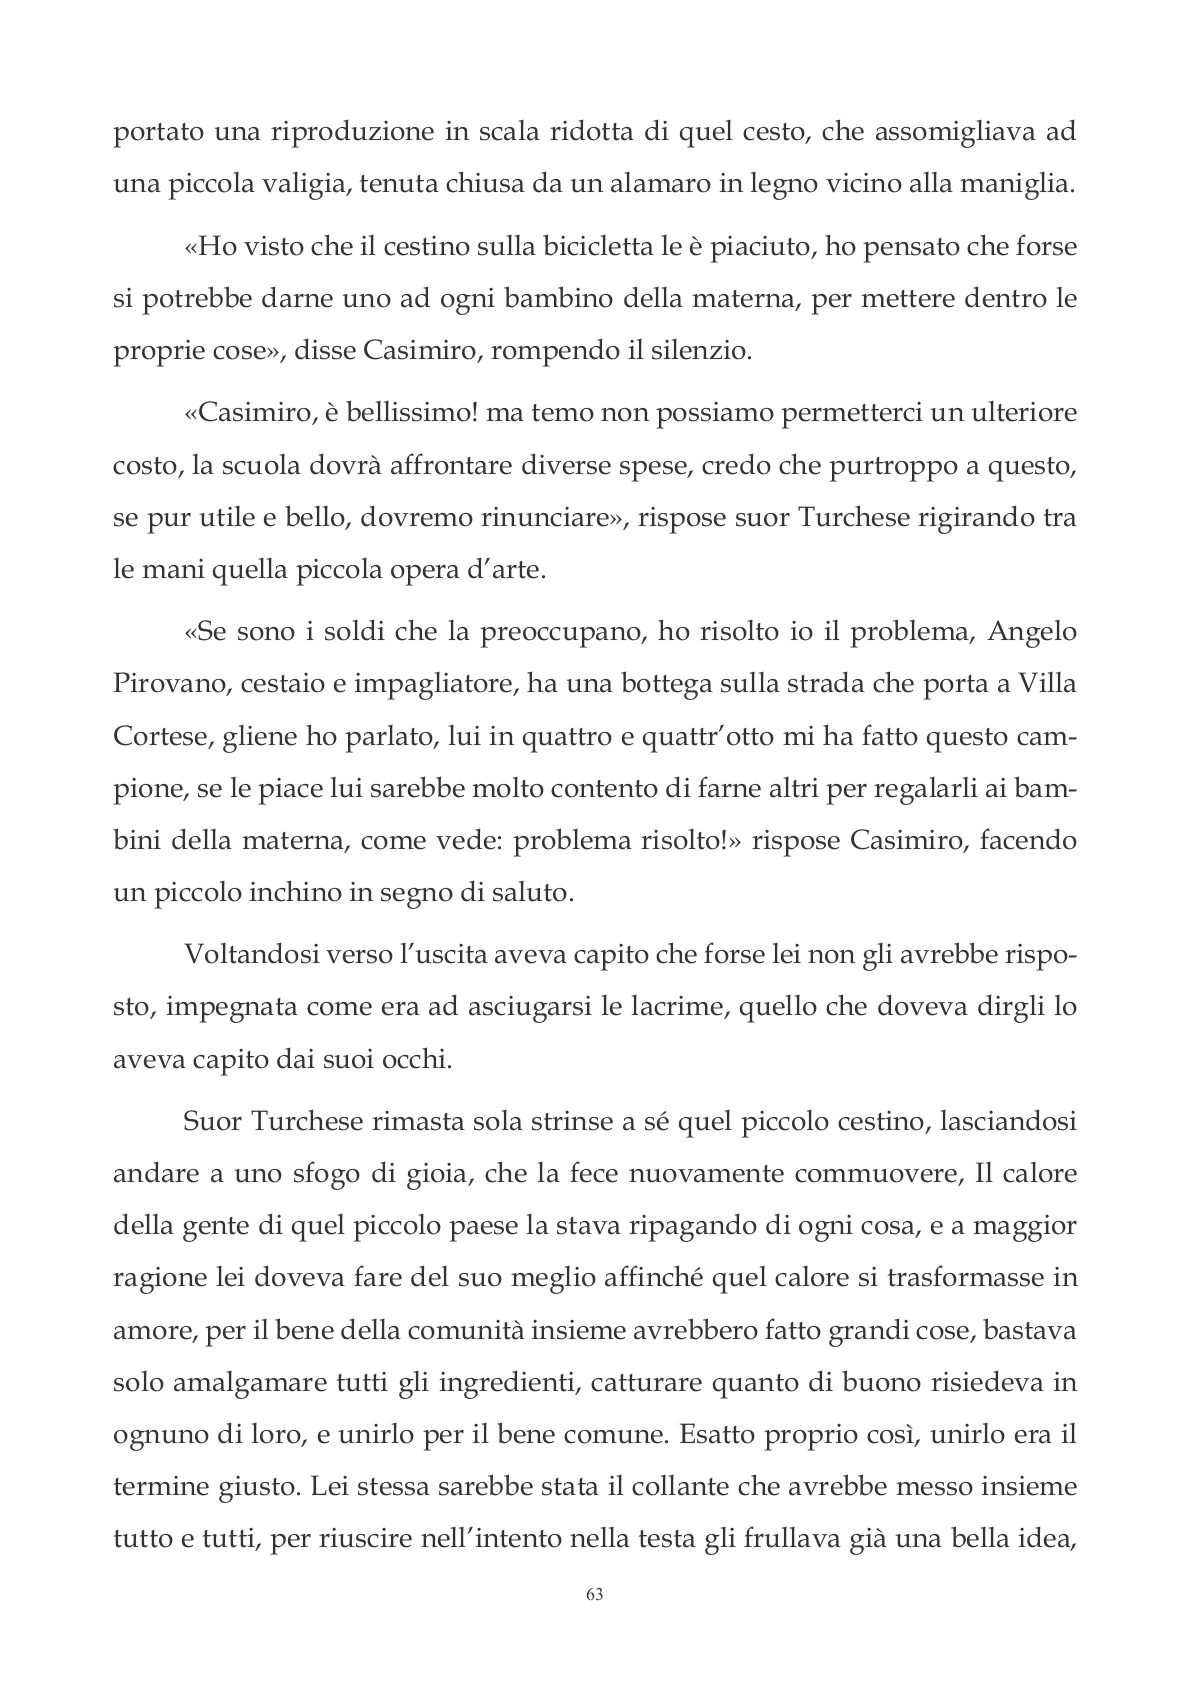 portato una riproduzione in scala ridotta di quel cesto, che assomigliava ad
una piccola valigia, tenuta chiusa da un alamaro in legno vicino alla maniglia.
«Ho visto che il cestino sulla bicicletta le è piaciuto, ho pensato che forse
si potrebbe darne uno ad ogni bambino della materna, per mettere dentro le
proprie cose», disse Casimiro, rompendo il silenzio.
«Casimiro, è bellissimo! ma temo non possiamo permetterci un ulteriore
costo, la scuola dovrà affrontare diverse spese, credo che purtroppo a questo,
se pur utile e bello, dovremo rinunciare», rispose suor Turchese rigirando tra
le mani quella piccola opera d’arte.
«Se sono i soldi che la preoccupano, ho risolto io il problema, Angelo
Pirovano, cestaio e impagliatore, ha una bottega sulla strada che porta a Villa
Cortese, gliene ho parlato, lui in quattro e quattr’otto mi ha fatto questo cam-
pione, se le piace lui sarebbe molto contento di farne altri per regalarli ai bam-
bini della materna, come vede: problema risolto!» rispose Casimiro, facendo
un piccolo inchino in segno di saluto.
Voltandosi verso l’uscita aveva capito che forse lei non gli avrebbe rispo-
sto, impegnata come era ad asciugarsi le lacrime, quello che doveva dirgli lo
aveva capito dai suoi occhi.
Suor Turchese rimasta sola strinse a sé quel piccolo cestino, lasciandosi
andare a uno sfogo di gioia, che la fece nuovamente commuovere, Il calore
della gente di quel piccolo paese la stava ripagando di ogni cosa, e a maggior
ragione lei doveva fare del suo meglio affinché quel calore si trasformasse in
amore, per il bene della comunità insieme avrebbero fatto grandi cose, bastava
solo amalgamare tutti gli ingredienti, catturare quanto di buono risiedeva in
ognuno di loro, e unirlo per il bene comune. Esatto proprio così, unirlo era il
termine giusto. Lei stessa sarebbe stata il collante che avrebbe messo insieme
tutto e tutti, per riuscire nell’intento nella testa gli frullava già una bella idea,
63